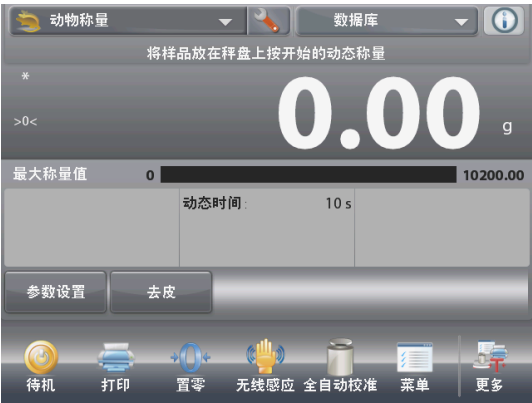 动物称量 数据库
将样品放在秤盘上按开始的动态称量
*
>0<
0.00 g
最大称量值 0 10200.00
动态时间: 10 s
参数设置 去皮
待机 打印 置零 无线感应 全自动校准 菜单 更多